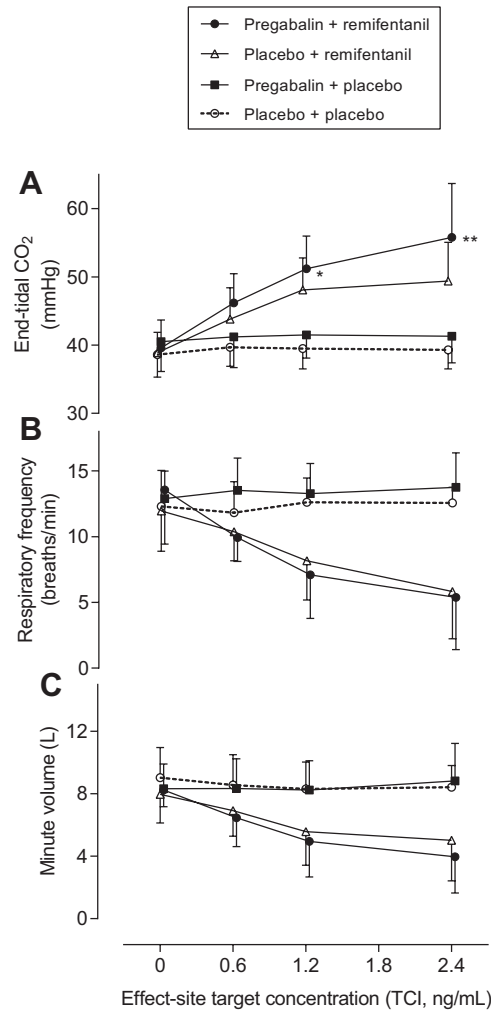 Pregabalin + remifentanil
Placebo + remifentanil
Pregabalin + placebo
Placebo + placebo
A
End-tidal CO₂
(mmHg)
60
50
40
30
*
**
B
Respiratory frequency
(breaths/min)
15
10
5
0
C
Minute volume (L)
12
8
4
0
0 0.6 1.2 1.8 2.4
Effect-site target concentration (TCI, ng/mL)